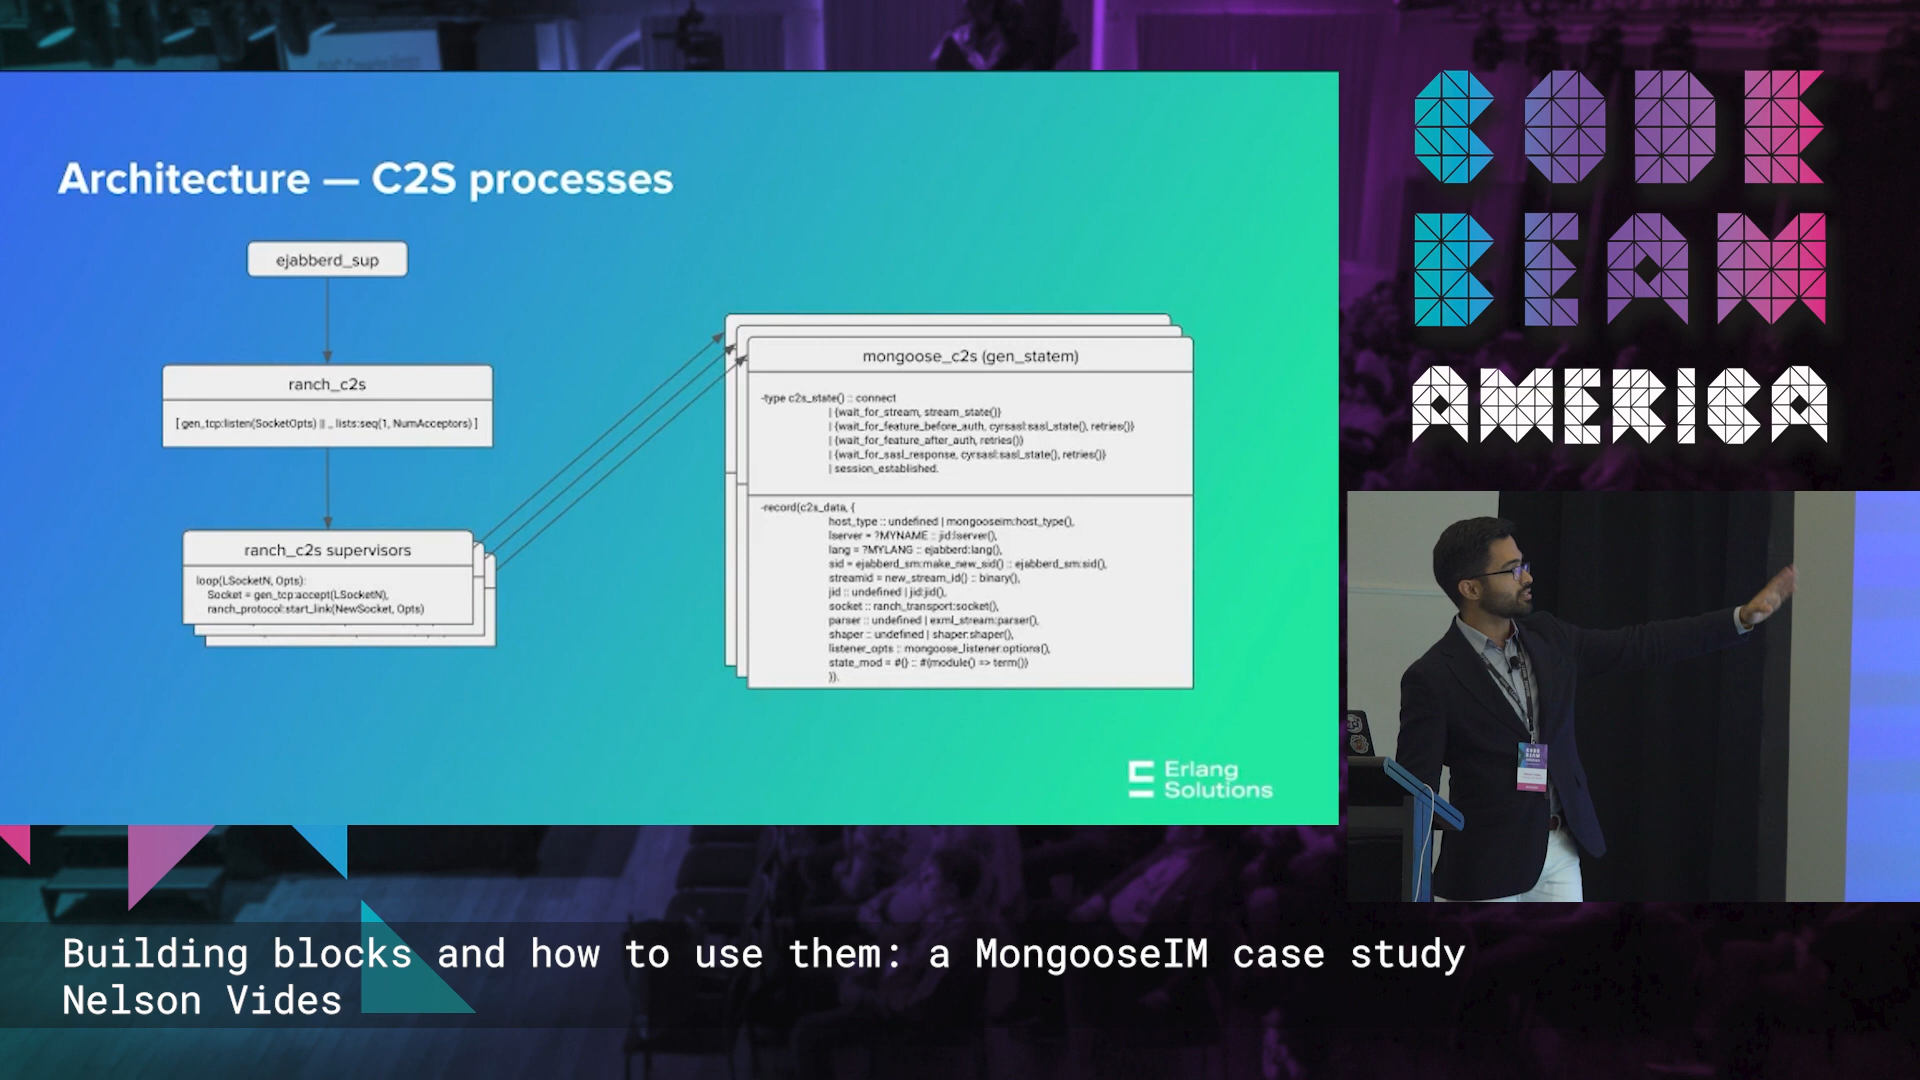 Architecture — C2S processes
ejabberd_sup
ranch_c2s
[ gen_tcp:listen(SocketOpts) || _ lists:seq(1, NumAcceptors) ]
ranch_c2s supervisors
loop(LSocketN, Opts):
Socket = gen_tcp:accept(LSocketN),
ranch_protocol:start_link(NewSocket, Opts)
mongoose_c2s (gen_statem)
-type c2s_state() :: connect
| {wait_for_stream, stream_state()}
| {wait_for_feature_before_auth, cyrsasl:sasl_state(), retries()}
| {wait_for_feature_after_auth, retries()}
| {wait_for_sasl_response, cyrsasl:sasl_state(), retries()}
| session_established.
-record(c2s_data, {
host_type :: undefined | mongooseim:host_type(),
lserver = ?MYNAME :: jid:lserver(),
lang = ?MYLANG :: ejabberd:lang(),
sid = ejabberd_sm:make_new_sid() :: ejabberd_sm:sid(),
streamid = new_stream_id() :: binary(),
jid :: undefined | jid:jid(),
socket :: ranch_transport:socket(),
parser :: undefined | exml_stream:parser(),
shaper :: undefined | shaper:shaper(),
listener_opts :: mongoose_listener:options(),
state_mod = #{} :: #{module() => term()}
}).
Erlang
Solutions
CODE
BEAM
AMERICA
Building blocks and how to use them: a MongooseIM case study
Nelson Vides